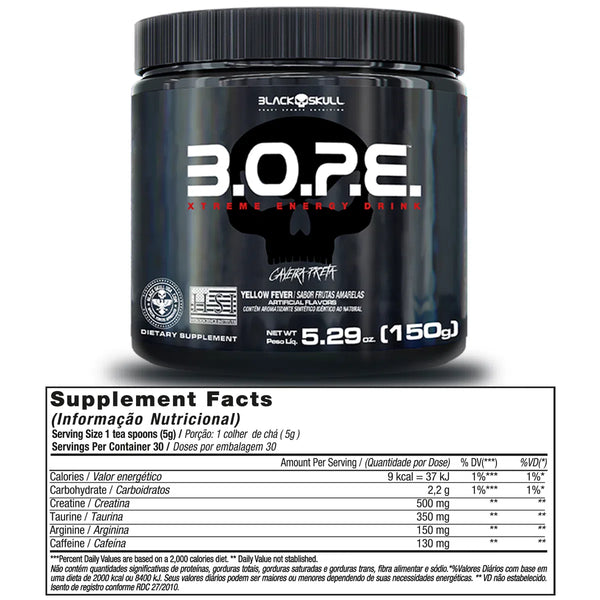 BLACK SKULL
B.O.P.E.
XTREME ENERGY DRINK
CAVEIRA PRETA
YELLOW FEVER / SABOR FRUTAS AMARELAS
ARTIFICIAL FLAVORS
CONTÉM AROMATIZANTE SINTÉTICO IDÊNTICO AO NATURAL
DIETARY SUPPLEMENT
NET WT 5.29 oz. (150g)
Peso Líq.
Supplement Facts
(Informação Nutricional)
Serving Size 1 tea spoons (5g) / Porção: 1 colher de chá ( 5g )
Servings Per Container 30 / Doses por embalagem 30
Amount Per Serving / (Quantidade por Dose) % DV(***) %VD(*)
Calories / Valor energético 9 kcal = 37 kJ 1%*** 1%*
Carbohydrate / Carboidratos 2,2 g 1%*** 1%*
Creatine / Creatina 500 mg ** **
Taurine / Taurina 350 mg ** **
Arginine / Arginina 150 mg ** **
Caffeine / Cafeína 130 mg ** **
***Percent Daily Values are based on a 2,000 calories diet. ** Daily Value not stablished.
Não contém quantidades significativas de proteínas, gorduras totais, gorduras saturadas e gorduras trans, fibra alimentar e sódio.*%Valores Diários com base em
uma dieta de 2000 kcal ou 8400 kJ. Seus valores diários podem ser maiores ou menores dependendo de suas necessidades energéticas. ** VD não estabelecido.
Isento de registro conforme RDC 27/2010.